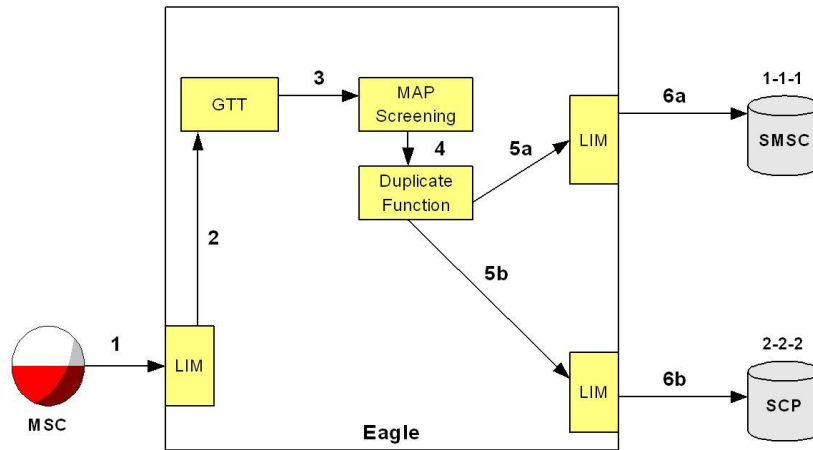 3
GTT
MAP
Screening
4
5a
Duplicate
Function
LIM
6a
1-1-1
SMSC
2
5b
1
LIM
MSC
LIM
6b
2-2-2
SCP
Eagle